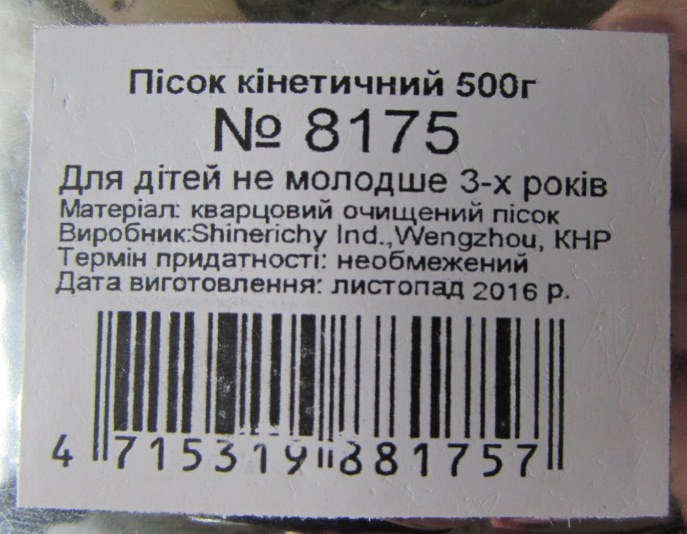 Пісок кінетичний 500г
№ 8175
Для дітей не молодше 3-х років
Матеріал: кварцовий очищений пісок
Виробник:Shinerichy Ind.,Wengzhou, КНР
Термін придатності: необмежений
Дата виготовлення: листопад 2016 р.
4 715319 881757